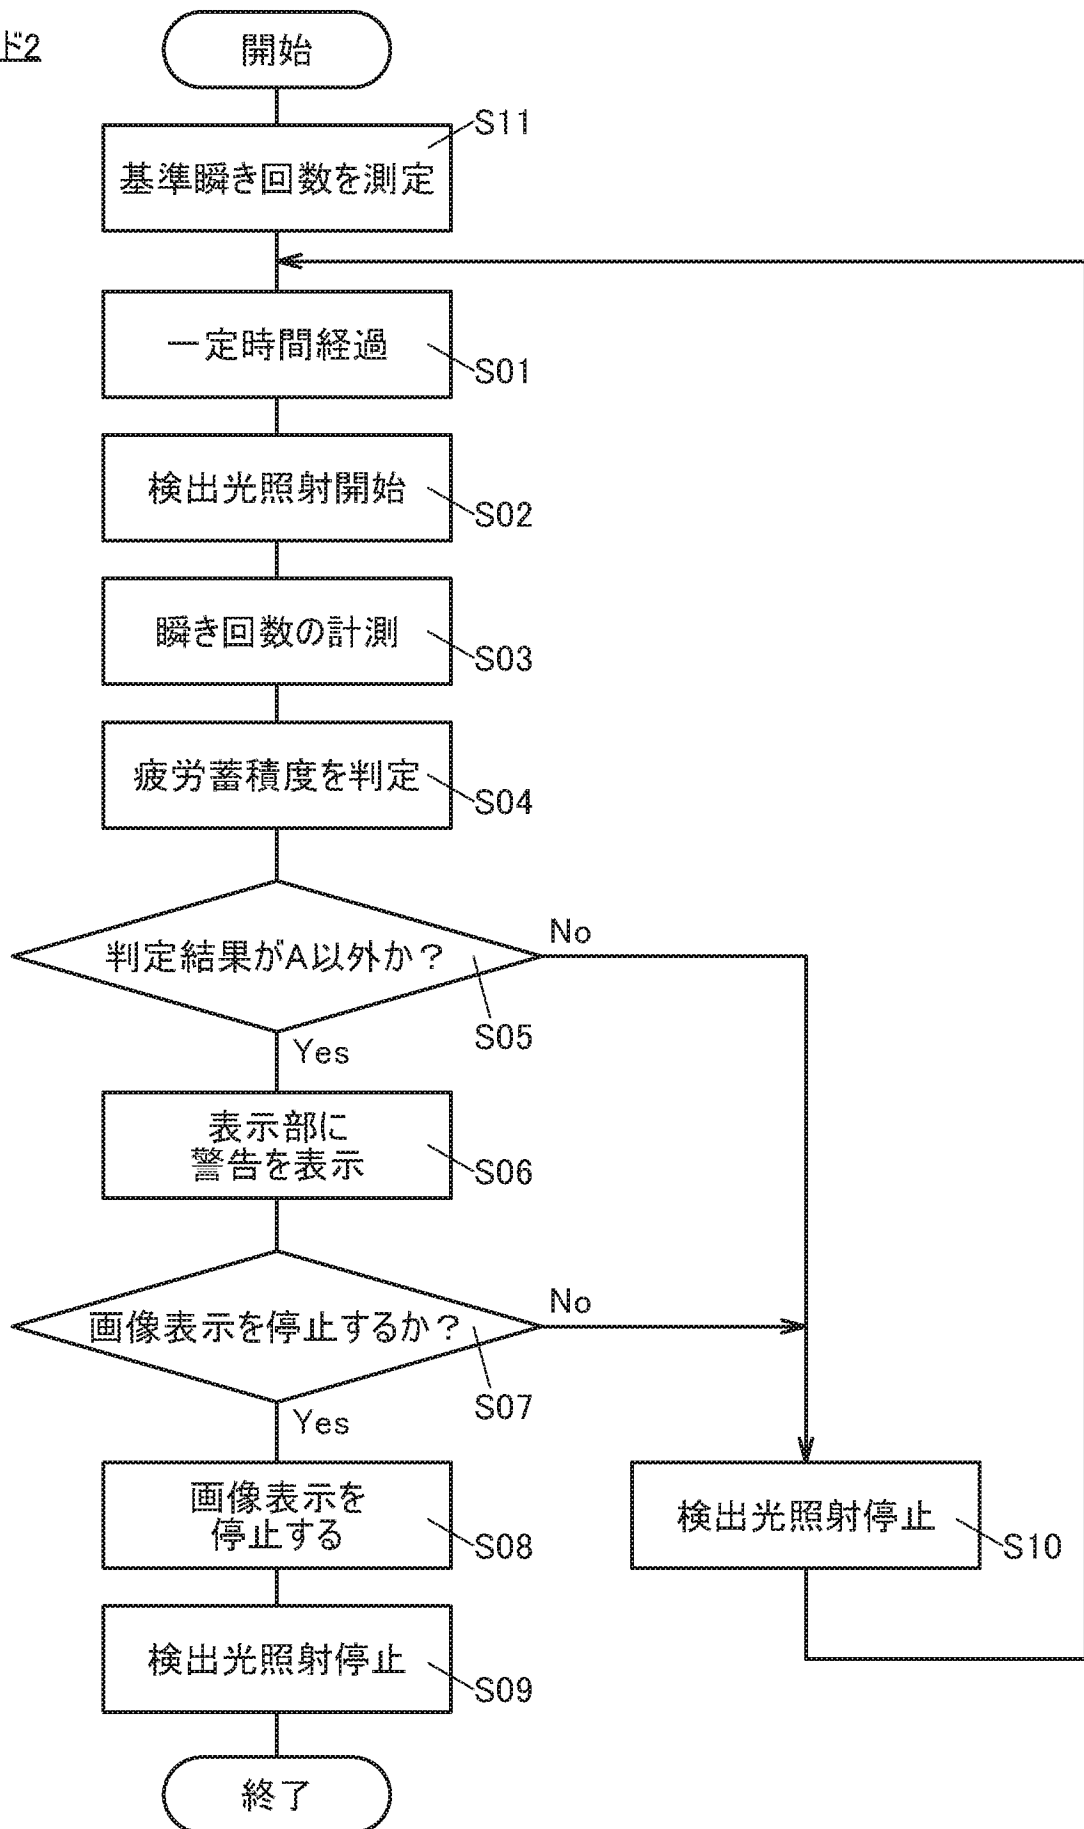 ド2
開始
S11
基準瞬き回数を測定
一定時間経過
S01
検出光照射開始
S02
瞬き回数の計測
S03
疲労蓄積度を判定
S04
No
判定結果がA以外か？
S05
Yes
表示部に
警告を表示
S06
No
画像表示を停止するか？
S07
Yes
画像表示を
停止する
S08
検出光照射停止
S10
検出光照射停止
S09
終了